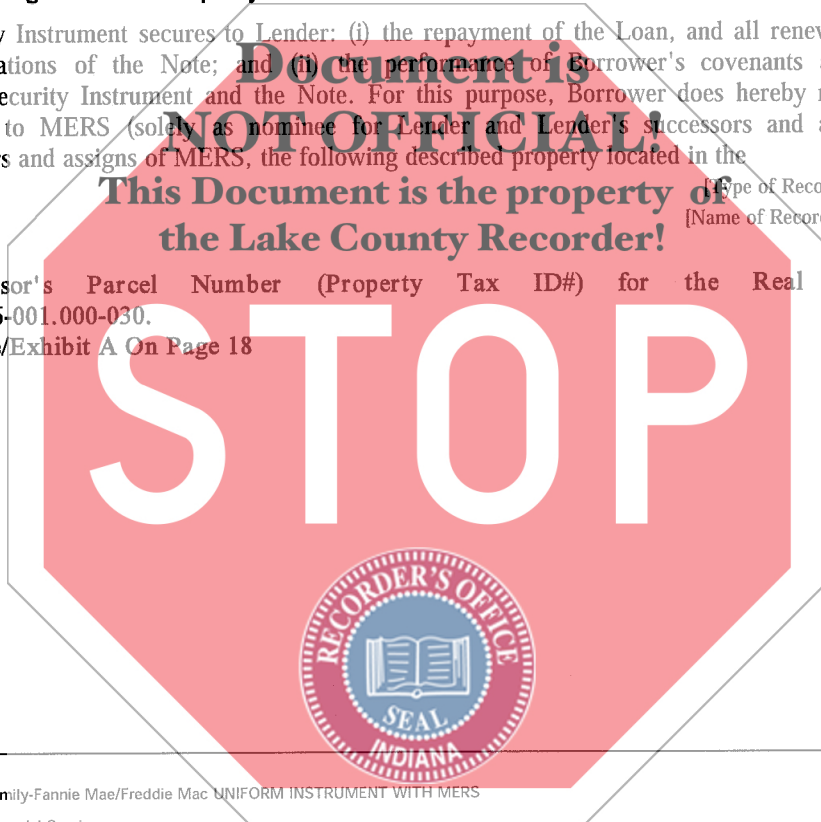 Instrument secures to Lender: (i) the repayment of the Loan, and all renew
ations of the Note; and (ii) the performance of Borrower's covenants
ecurity Instrument and the Note. For this purpose, Borrower does hereby
to MERS (solely as nominee for Lender and Lender's successors and a
s and assigns of MERS, the following described property located in the
[Type of Reco
[Name of Record
Document is
NOT OFFICIAL!
This Document is the property of
the Lake County Recorder!
sor's Parcel Number (Property Tax ID#) for the Real
5-001.000-030.
e/Exhibit A On Page 18
STOP
RECORDER'S OFFICE
SEAL
INDIANA
mily-Fannie Mae/Freddie Mac UNIFORM INSTRUMENT WITH MERS